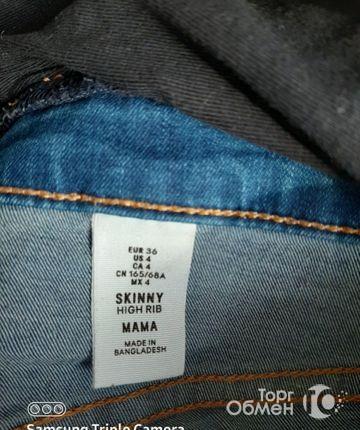 EUR 36
US 4
CA 4
CN 165/68A
MX 4
SKINNY
HIGH RIB
MAMA
MADE IN
BANGLADESH
Торг
Обмен
Samsung Triple Camera